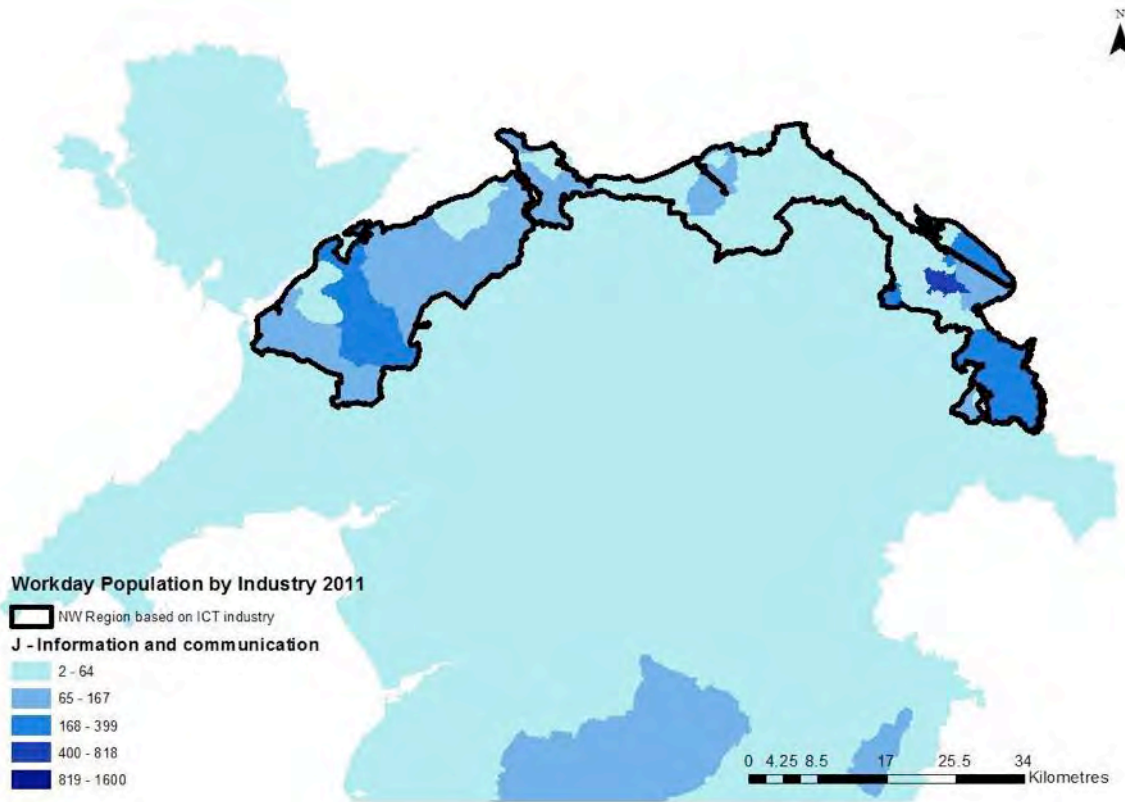 N
Workday Population by Industry 2011
NW Region based on ICT industry
J - Information and communication
2 - 64
65 - 167
168 - 399
400 - 818
819 - 1600
0 4.25 8.5 17 25.5 34
Kilometres